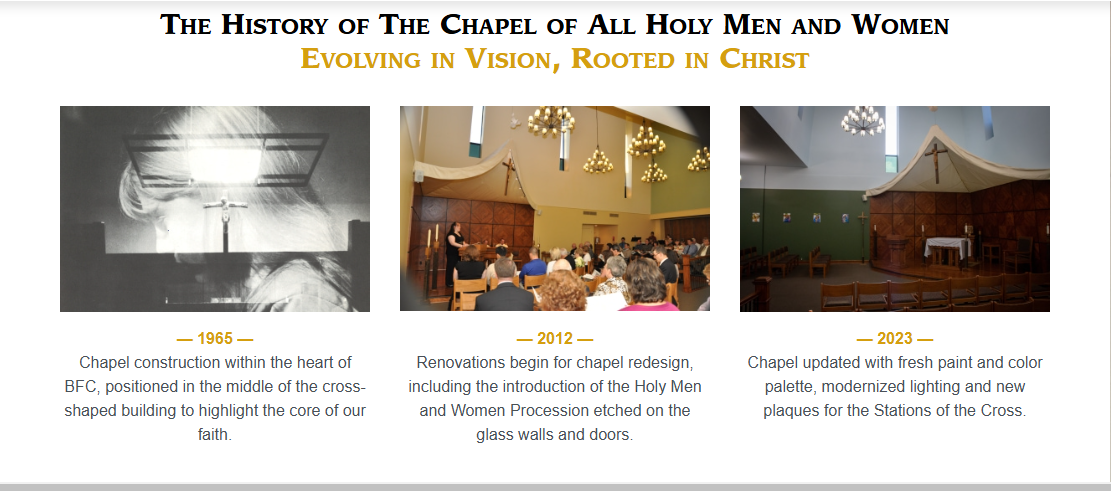 The History of The Chapel of All Holy Men and Women
Evolving in Vision, Rooted in Christ
— 1965 —
Chapel construction within the heart of
BFC, positioned in the middle of the cross-
shaped building to highlight the core of our
faith.
— 2012 —
Renovations begin for chapel redesign,
including the introduction of the Holy Men
and Women Procession etched on the
glass walls and doors.
— 2023 —
Chapel updated with fresh paint and color
palette, modernized lighting and new
plaques for the Stations of the Cross.